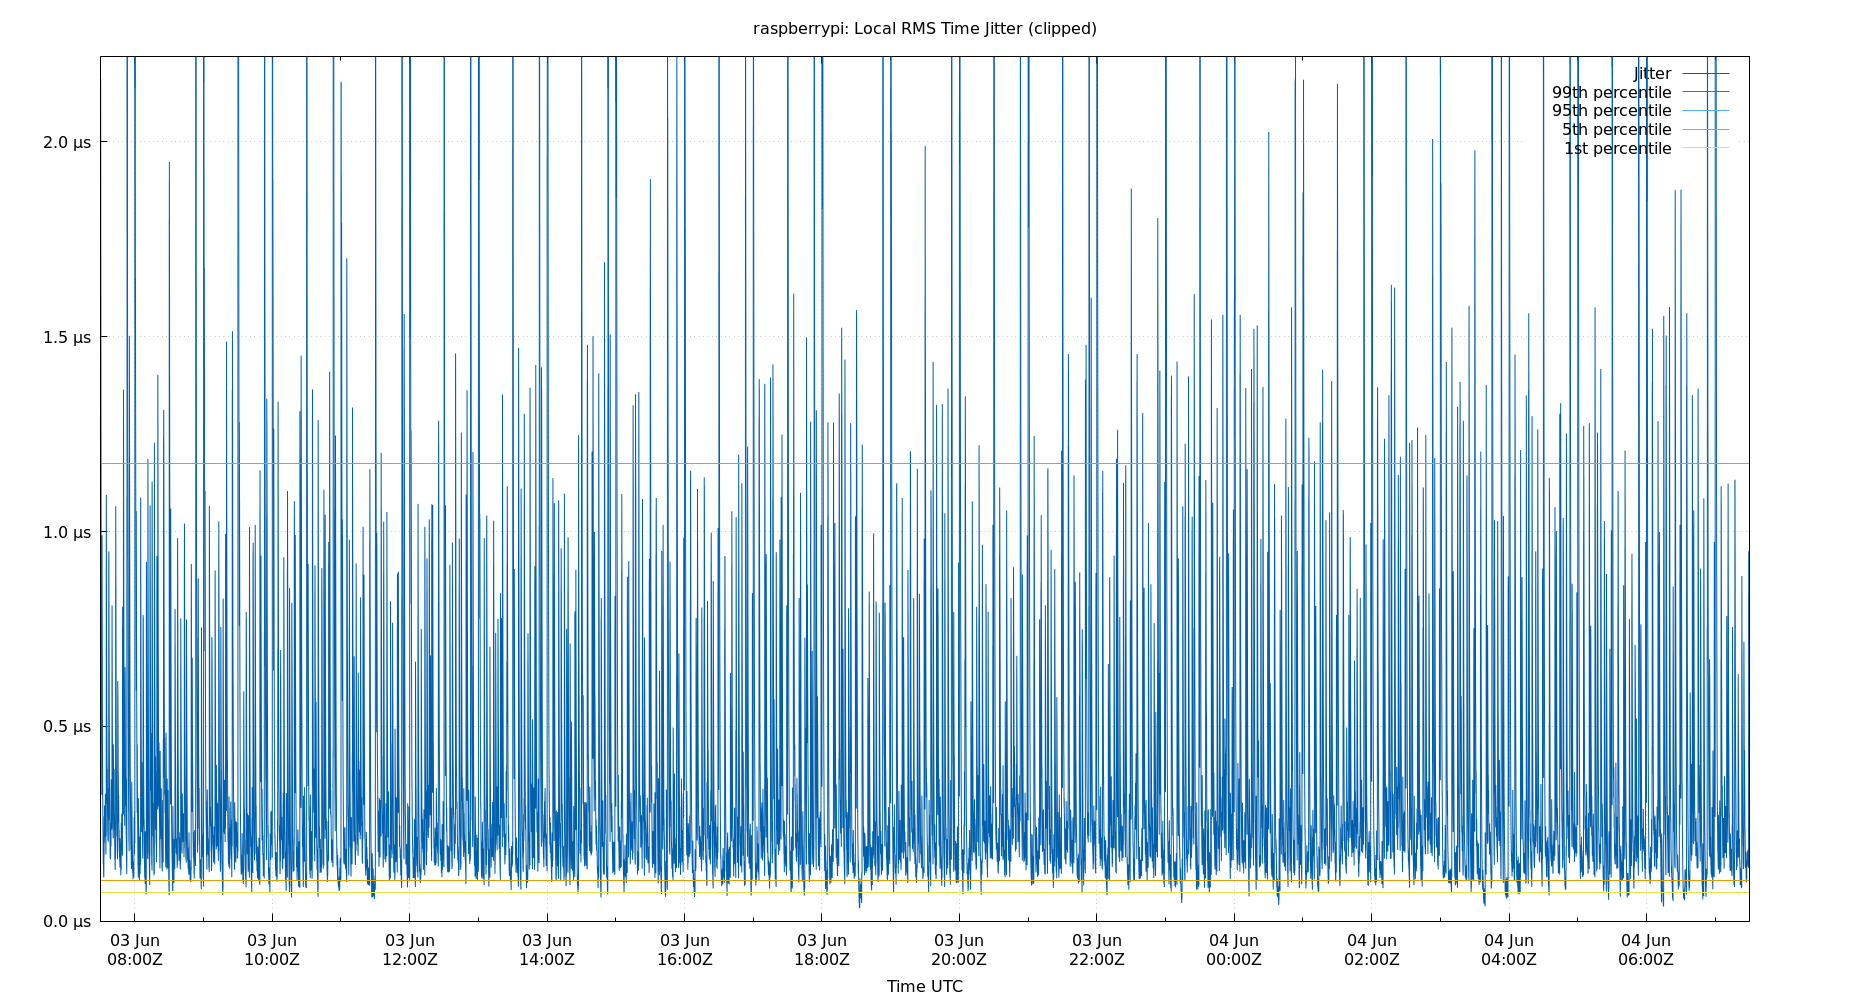 raspberrypi: Local RMS Time Jitter (clipped)
Jitter
99th percentile
95th percentile
5th percentile
1st percentile
2.0 μs
1.5 μs
1.0 μs
0.5 μs
0.0 μs
03 Jun 03 Jun 03 Jun 03 Jun 03 Jun 03 Jun 03 Jun 03 Jun 04 Jun 04 Jun 04 Jun 04 Jun
08:00Z 10:00Z 12:00Z 14:00Z 16:00Z 18:00Z 20:00Z 22:00Z 00:00Z 02:00Z 04:00Z 06:00Z
Time UTC